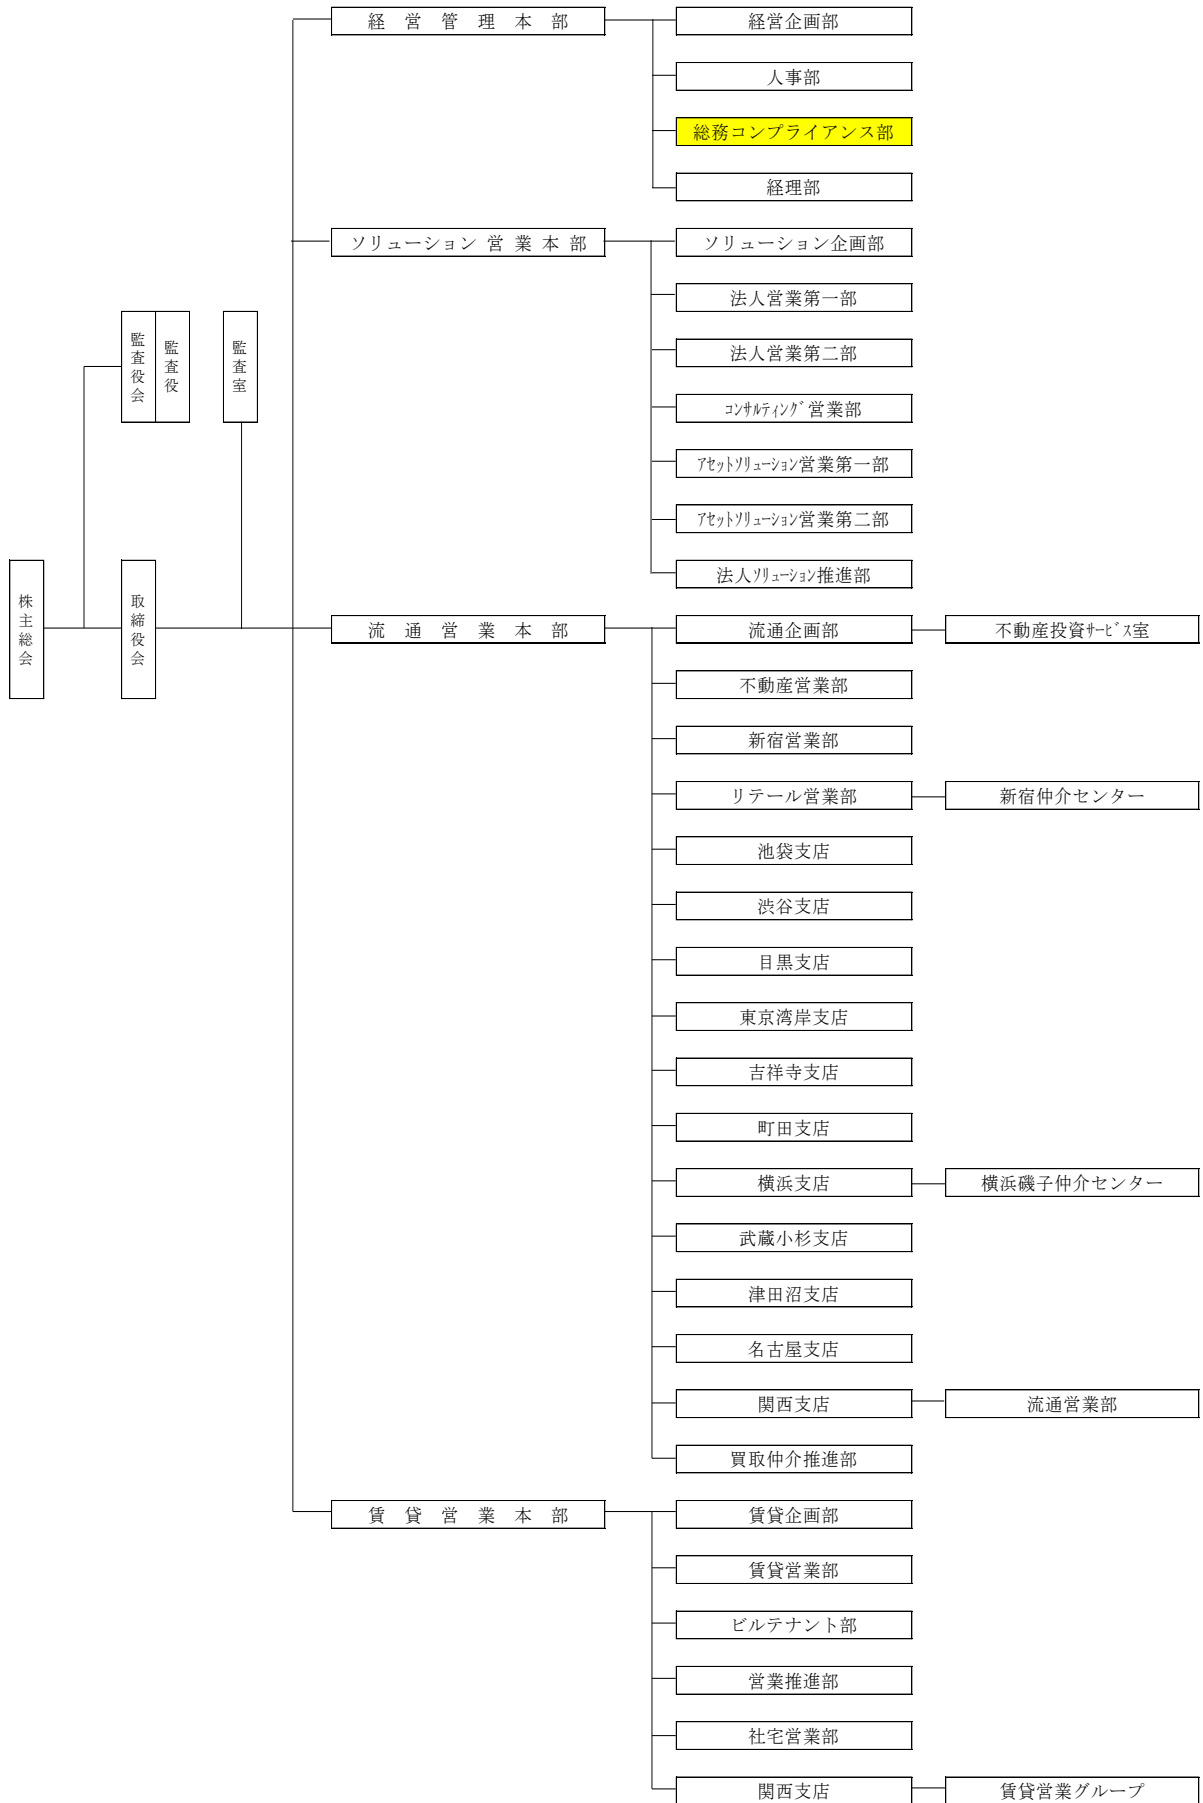 経営管理本部
経営企画部
人事部
総務コンプライアンス部
経理部
ソリューション営業本部
ソリューション企画部
法人営業第一部
法人営業第二部
ｺﾝｻﾙﾃｨﾝｸﾞ営業部
ｱｾｯﾄｿﾘｭｰｼｮﾝ営業第一部
ｱｾｯﾄｿﾘｭｰｼｮﾝ営業第二部
法人ｿﾘｭｰｼｮﾝ推進部
監査役会
監査役
監査室
株主総会
取締役会
流通営業本部
流通企画部
不動産投資ｻｰﾋﾞｽ室
不動産営業部
新宿営業部
リテール営業部
新宿仲介センター
池袋支店
渋谷支店
目黒支店
東京湾岸支店
吉祥寺支店
町田支店
横浜支店
横浜磯子仲介センター
武蔵小杉支店
津田沼支店
名古屋支店
関西支店
流通営業部
買取仲介推進部
賃貸営業本部
賃貸企画部
賃貸営業部
ビルテナント部
営業推進部
社宅営業部
関西支店
賃貸営業グループ